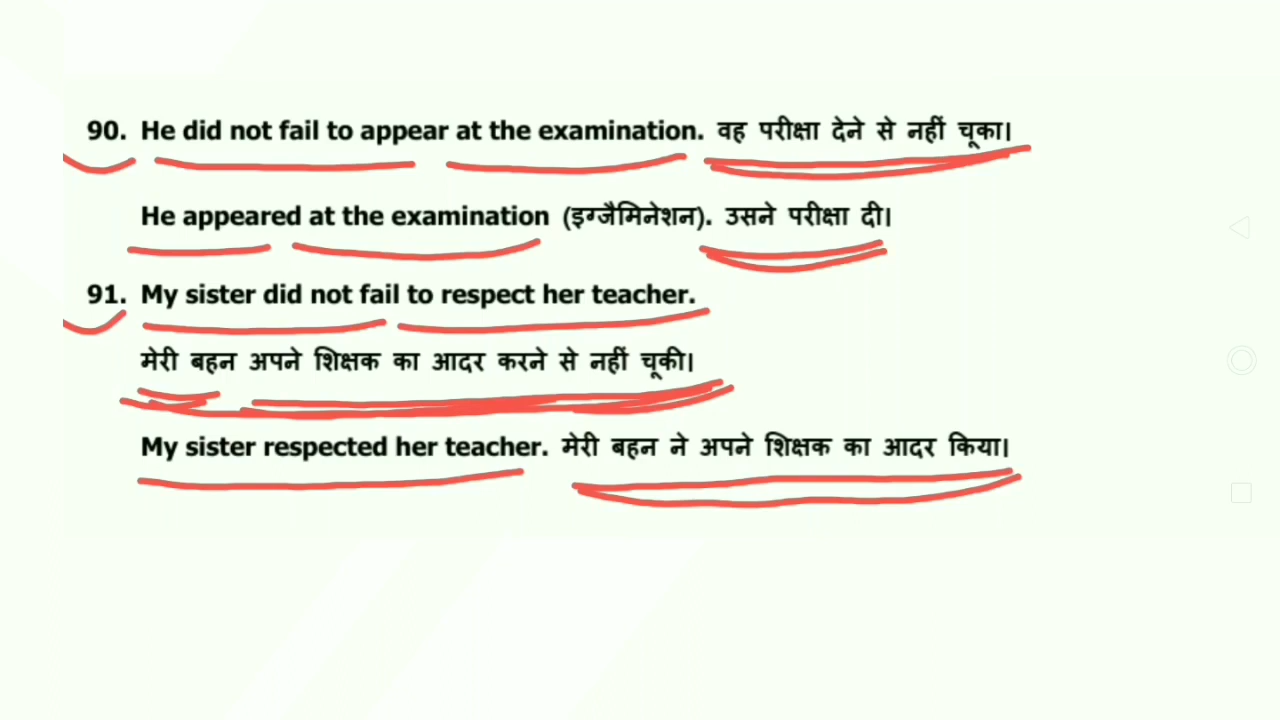 90. He did not fail to appear at the examination. वह परीक्षा देने से नहीं चूका।
He appeared at the examination (इग्जैमिनेशन). उसने परीक्षा दी।
91. My sister did not fail to respect her teacher.
मेरी बहन अपने शिक्षक का आदर करने से नहीं चूकी।
My sister respected her teacher. मेरी बहन ने अपने शिक्षक का आदर किया।